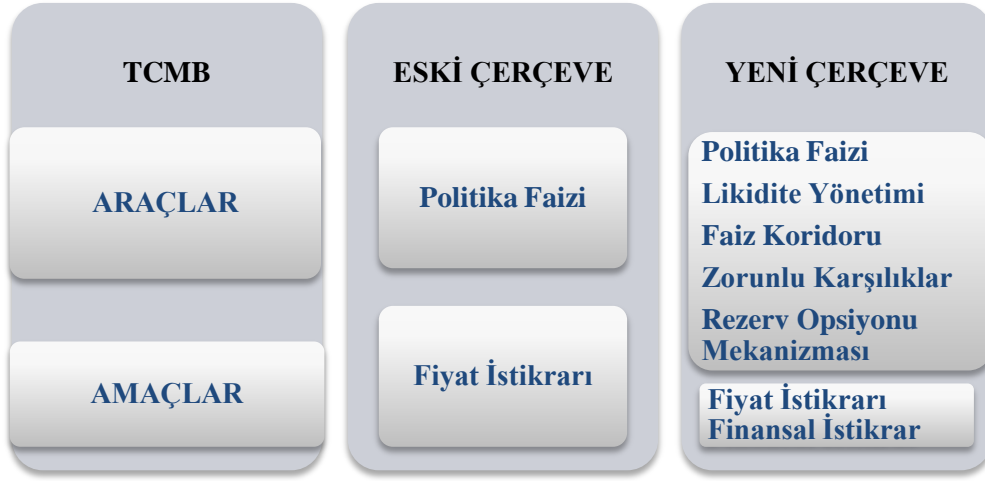 TCMB
ARAÇLAR
AMAÇLAR
ESKİ ÇERÇEVE
Politika Faizi
Fiyat İstikrarı
YENİ ÇERÇEVE
Politika Faizi
Likidite Yönetimi
Faiz Koridoru
Zorunlu Karşılıklar
Rezerv Opsiyonu
Mekanizması
Fiyat İstikrarı
Finansal İstikrar